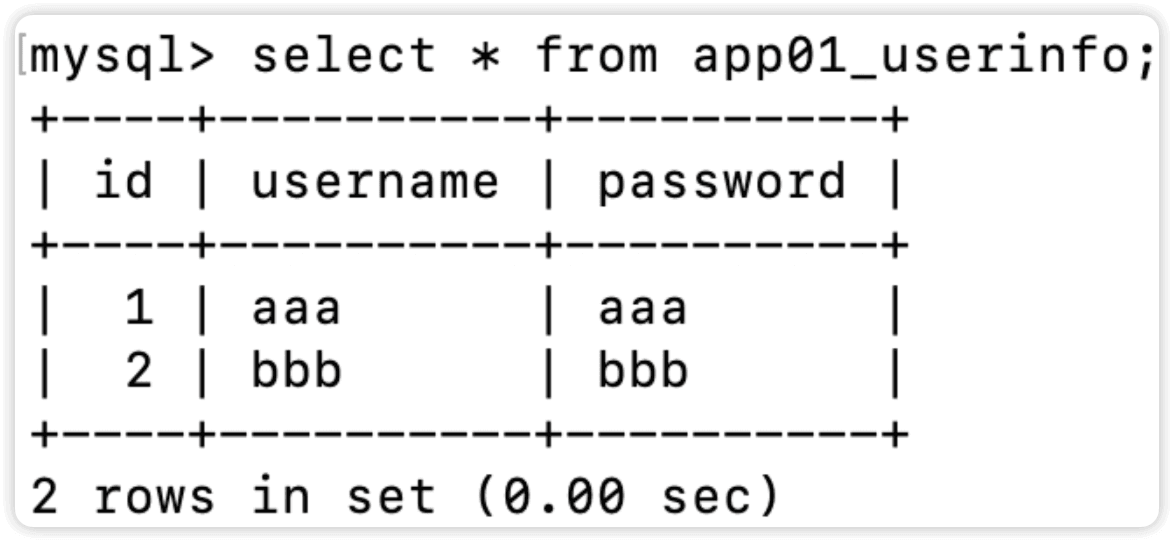 [mysql> select * from app01_userinfo;
+----+----------+----------+
| id | username | password |
+----+----------+----------+
|  1 | aaa      | aaa      |
|  2 | bbb      | bbb      |
+----+----------+----------+
2 rows in set (0.00 sec)